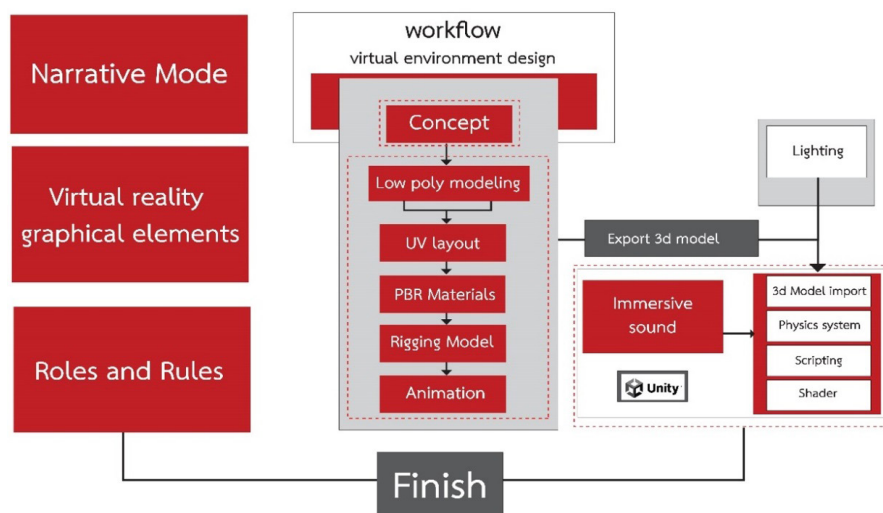 Narrative Mode
Virtual reality
graphical elements
Roles and Rules
workflow
virtual environment design
Concept
Low poly modeling
UV layout
PBR Materials
Rigging Model
Animation
Export 3d model
Lighting
Immersive
sound
Unity
3d Model import
Physics system
Scripting
Shader
Finish